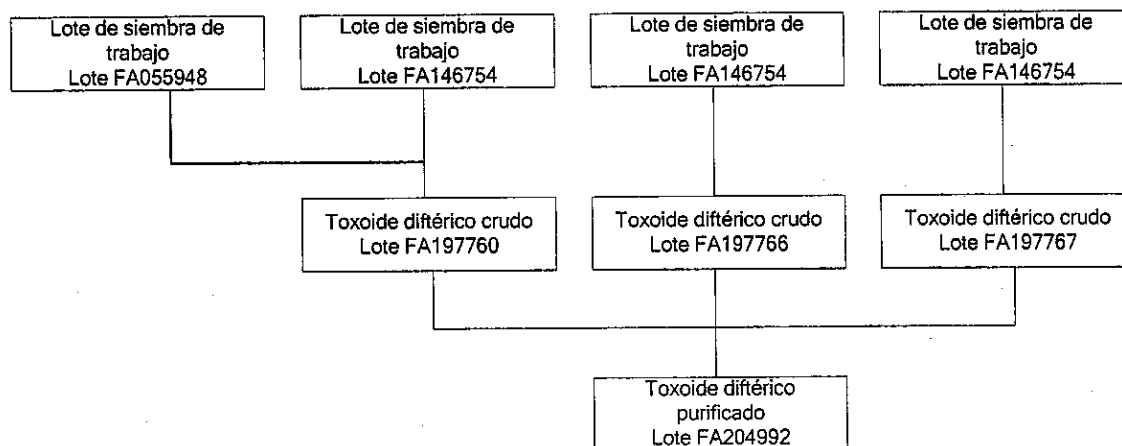 Lote de siembra de
trabajo
Lote FA055948
Lote de siembra de
trabajo
Lote FA146754
Lote de siembra de
trabajo
Lote FA146754
Lote de siembra de
trabajo
Lote FA146754
Toxoide diftérico crudo
Lote FA197760
Toxoide diftérico crudo
Lote FA197766
Toxoide diftérico crudo
Lote FA197767
Toxoide diftérico
purificado
Lote FA204992